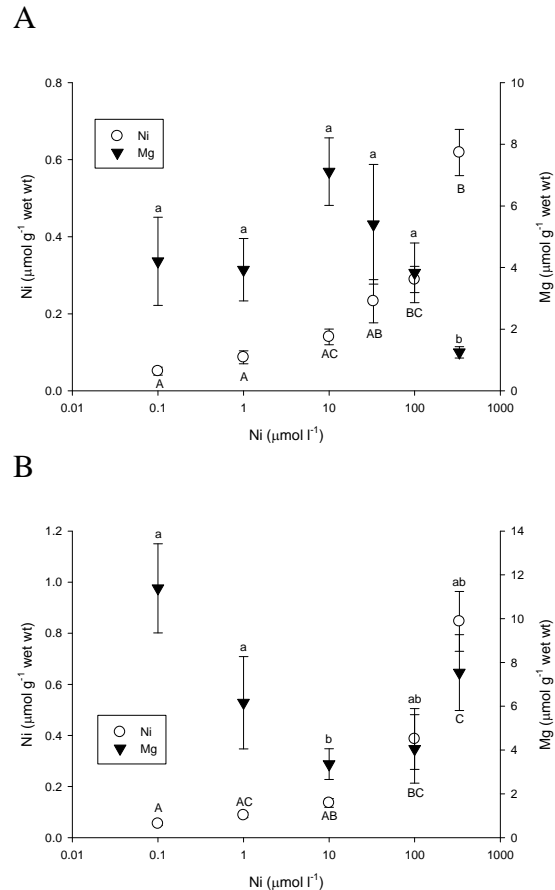 A
0.8
0.6
0.4
0.2
0.0
10
8
6
4
2
0
Ni (μmol g⁻¹ wet wt)
Mg (μmol g⁻¹ wet wt)
Ni
Mg
a a a a a b
A A AC AB BC B
0.01 0.1 1 10 100 1000
Ni (μmol l⁻¹)
B
1.2
1.0
0.8
0.6
0.4
0.2
0.0
14
12
10
8
6
4
2
0
Ni (μmol g⁻¹ wet wt)
Mg (μmol g⁻¹ wet wt)
Ni
Mg
a a b ab ab
A AC AB BC C
0.01 0.1 1 10 100 1000
Ni (μmol l⁻¹)